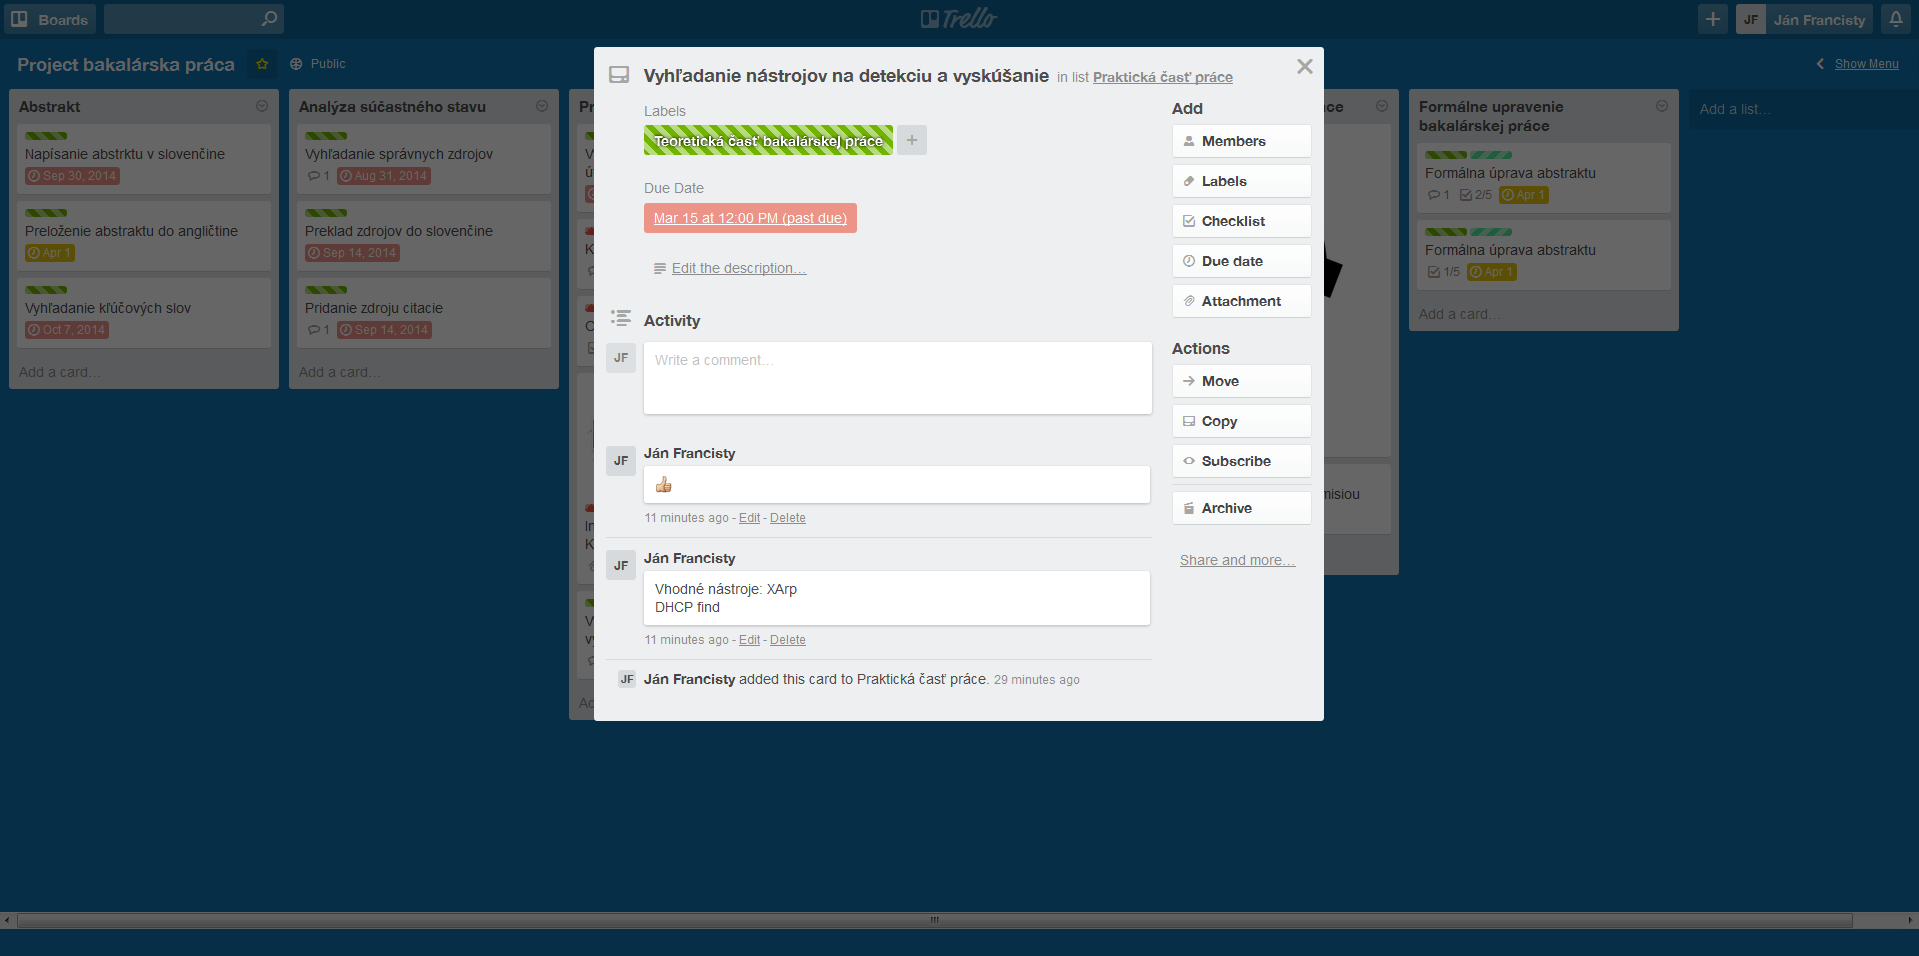 Boards
Trello
JF Ján Francisty
Project bakalárska práca
Public
Show Menu
Abstrakt
Napísanie abstrktu v slovenčine
Sep 30, 2014
Preloženie abstraktu do angličtine
Apr 1
Vyhľadanie kľúčových slov
Oct 7, 2014
Add a card…
Analýza súčastného stavu
Vyhľadanie správnych zdrojov
1 Aug 31, 2014
Preklad zdrojov do slovenčine
Sep 14, 2014
Pridanie zdroju citacie
1 Sep 14, 2014
Add a card…
Vyhľadanie nástrojov na detekciu a vyskúšanie in list Praktická časť práce
Labels
Teoretická časť bakalárskej práce +
Due Date
Mar 15 at 12:00 PM (past due)
Edit the description…
Activity
JF
Write a comment…
JF Ján Francisty
11 minutes ago - Edit - Delete
JF Ján Francisty
Vhodné nástroje: XArp
DHCP find
11 minutes ago - Edit - Delete
JF Ján Francisty added this card to Praktická časť práce. 29 minutes ago
Add
Members
Labels
Checklist
Due date
Attachment
Actions
Move
Copy
Subscribe
Archive
Share and more…
Formálne upravenie
bakalárskej práce
Formálna úprava abstraktu
1 2/5 Apr 1
Formálna úprava abstraktu
1/5 Apr 1
Add a card…
Add a list…